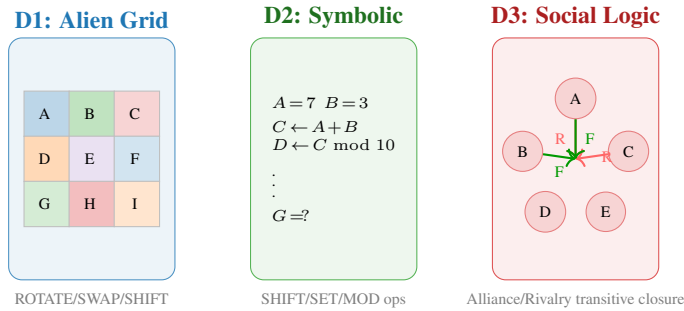 D1: Alien Grid
A B C
D E F
G H I
ROTATE/SWAP/SHIFT
D2: Symbolic
A = 7 B = 3
C ← A + B
D ← C mod 10
.
.
.
G =?
SHIFT/SET/MOD ops
D3: Social Logic
A
R F
B C
R
F
D E
Alliance/Rivalry transitive closure